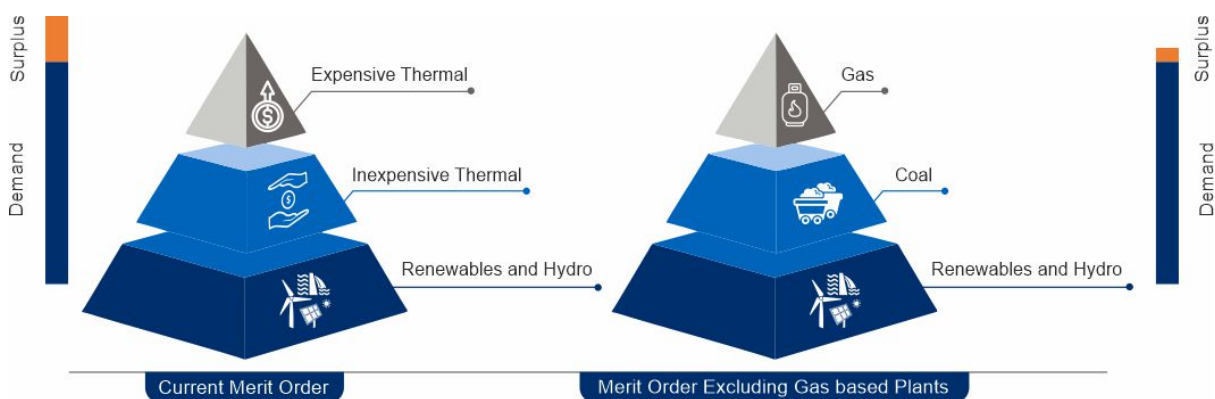 Surplus
Demand
Expensive Thermal
Inexpensive Thermal
Renewables and Hydro
Current Merit Order
Gas
Coal
Renewables and Hydro
Merit Order Excluding Gas based Plants
Surplus
Demand
$
$